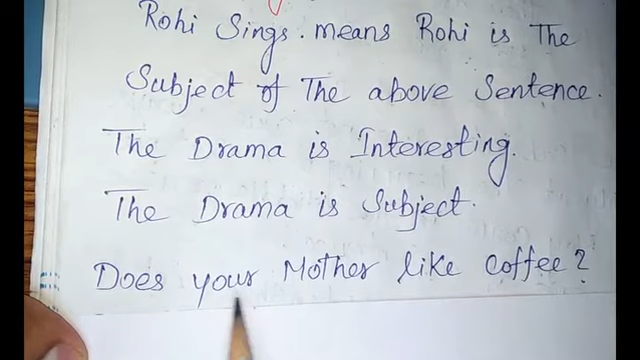 Rohi Sings. means Rohi is The
Subject of The above Sentence.
The Drama is Interesting.
The Drama is Subject.
Does your Mother like Coffee?